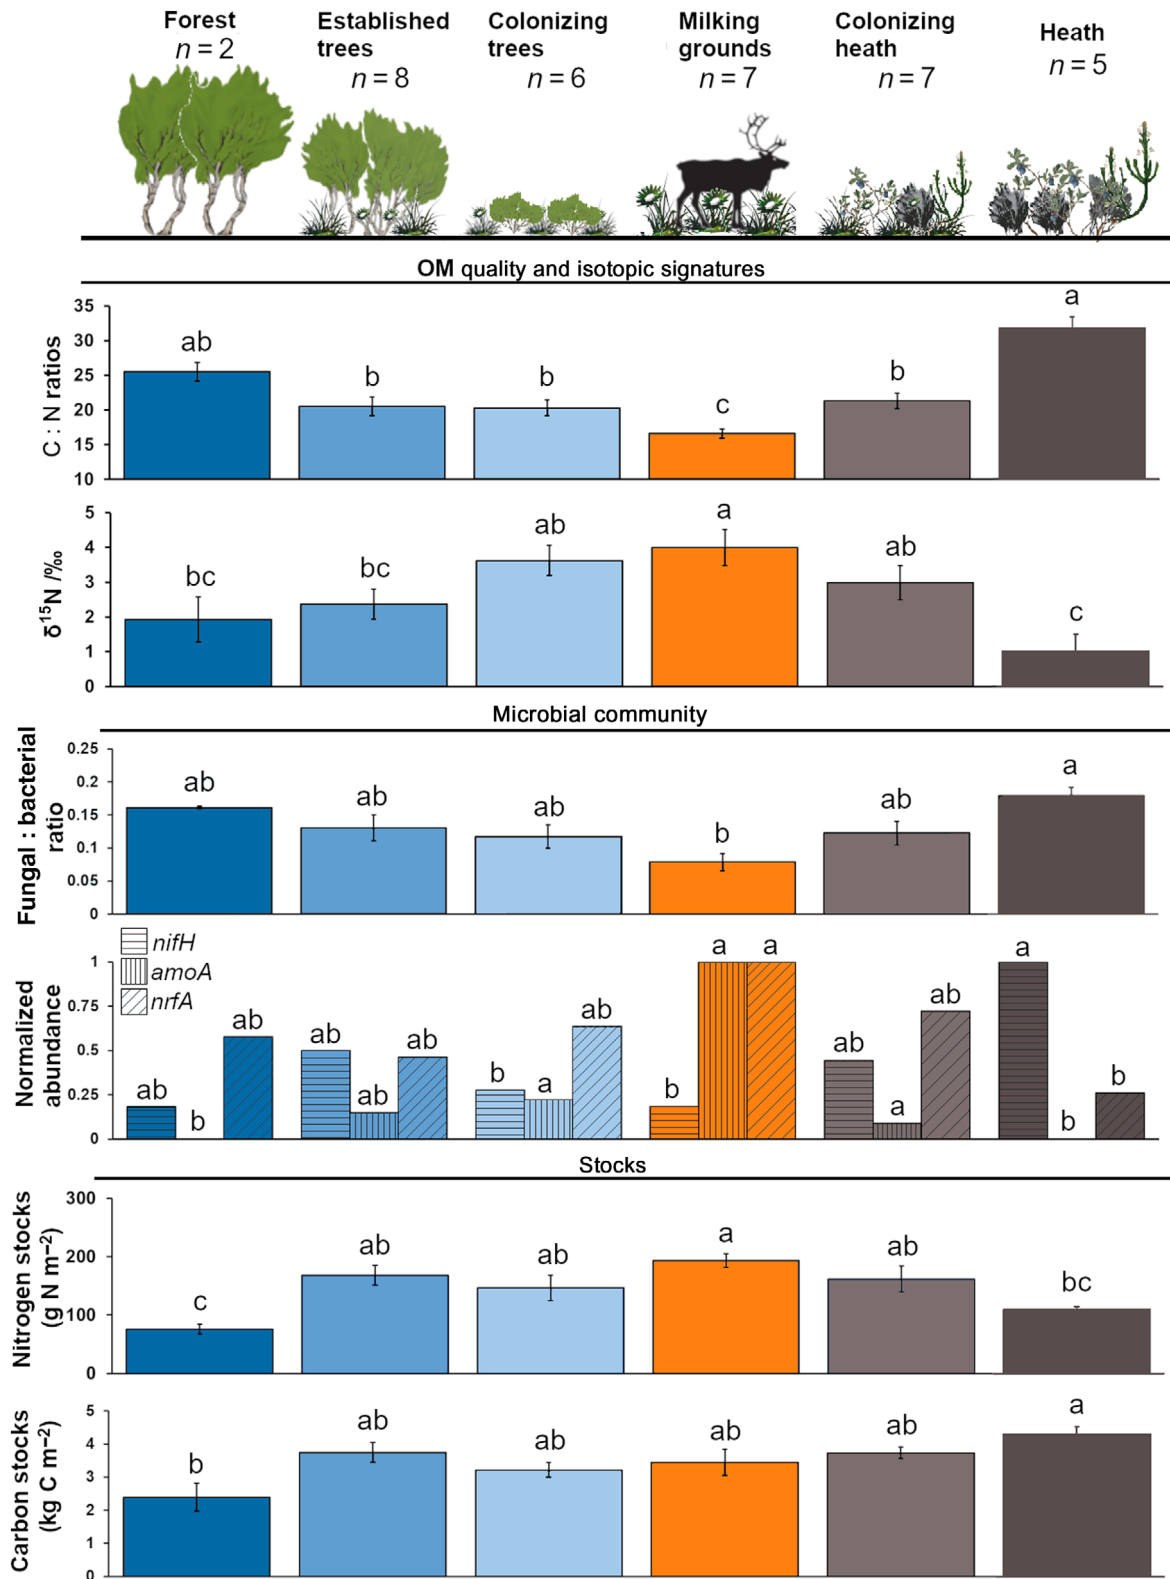 Forest
n = 2
Established
trees
n = 8
Colonizing
trees
n = 6
Milking
grounds
n = 7
Colonizing
heath
n = 7
Heath
n = 5
OM quality and isotopic signatures
C : N ratios
35
30
25
20
15
10
ab
b
b
c
b
a
δ¹⁵N /‰
5
4
3
2
1
0
bc
bc
ab
a
ab
c
Microbial community
Fungal : bacterial
ratio
0.25
0.2
0.15
0.1
0.05
0
ab
ab
ab
b
ab
a
nifH
amoA
nrfA
Normalized
abundance
1
0.75
0.5
0.25
0
ab b ab
ab ab ab
b a ab
b a a
ab a ab
a b b
Stocks
Nitrogen stocks
(g N m⁻²)
300
200
100
0
c
ab
ab
a
ab
bc
Carbon stocks
(kg C m⁻²)
5
4
3
2
1
0
b
ab
ab
ab
ab
a